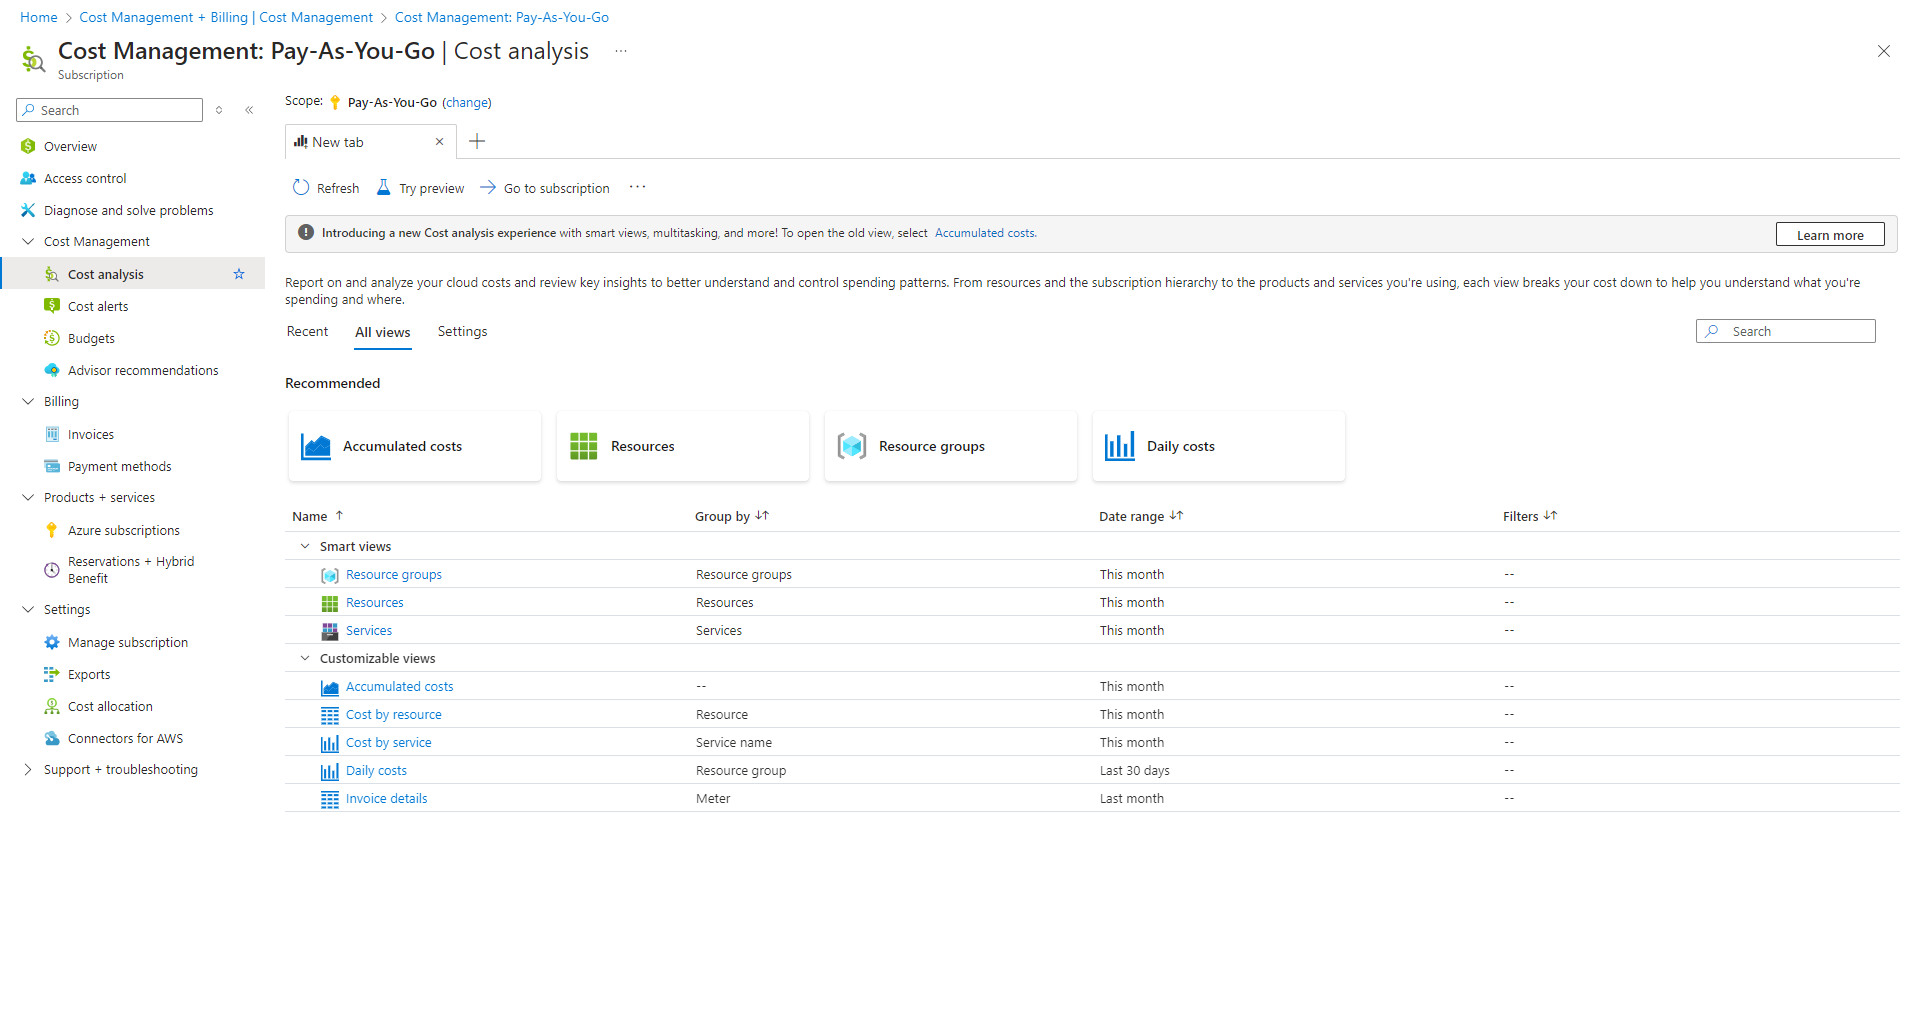 Home > Cost Management + Billing | Cost Management > Cost Management: Pay-As-You-Go
Cost Management: Pay-As-You-Go | Cost analysis ...
Subscription
Search
Overview
Access control
Diagnose and solve problems
Cost Management
Cost analysis
Cost alerts
Budgets
Advisor recommendations
Billing
Invoices
Payment methods
Products + services
Azure subscriptions
Reservations + Hybrid
Benefit
Settings
Manage subscription
Exports
Cost allocation
Connectors for AWS
Support + troubleshooting
Scope: Pay-As-You-Go (change)
New tab
Refresh Try preview Go to subscription ...
Introducing a new Cost analysis experience with smart views, multitasking, and more! To open the old view, select Accumulated costs. Learn more
Report on and analyze your cloud costs and review key insights to better understand and control spending patterns. From resources and the subscription hierarchy to the products and services you're using, each view breaks your cost down to help you understand what you're
spending and where.
Recent All views Settings Search
Recommended
Accumulated costs Resources Resource groups Daily costs
Name Group by Date range Filters
Smart views
Resource groups Resource groups This month --
Resources Resources This month --
Services Services This month --
Customizable views
Accumulated costs -- This month --
Cost by resource Resource This month --
Cost by service Service name This month --
Daily costs Resource group Last 30 days --
Invoice details Meter Last month --